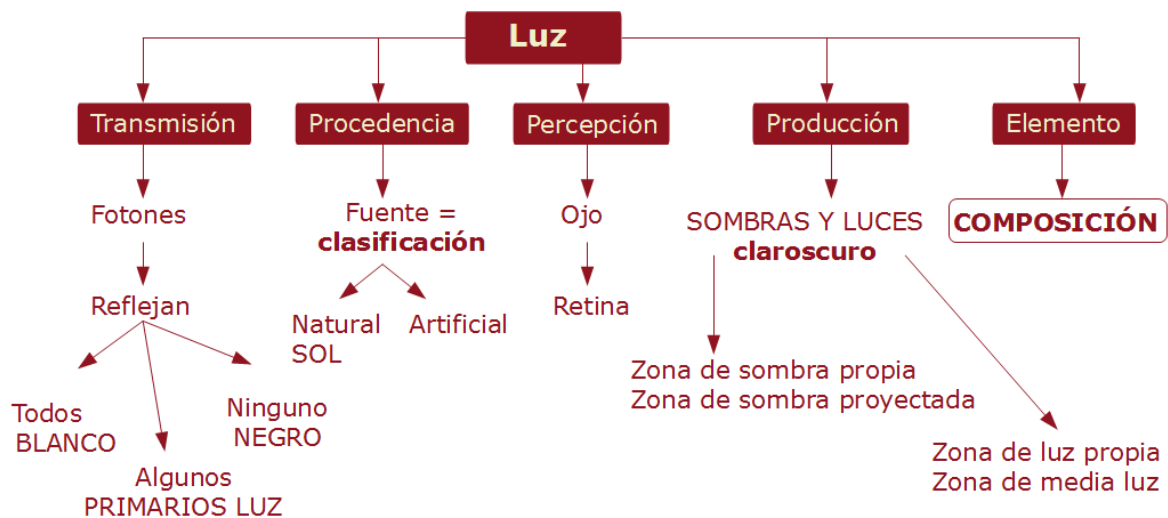 Luz
Transmisión
Procedencia
Percepción
Producción
Elemento
Fotones
Reflejan
Todos
BLANCO
Algunos
PRIMARIOS LUZ
Ninguno
NEGRO
Fuente =
clasificación
Natural
SOL
Artificial
Ojo
Retina
SOMBRAS Y LUCES
claroscuro
Zona de sombra propia
Zona de sombra proyectada
Zona de luz propia
Zona de media luz
COMPOSICIÓN